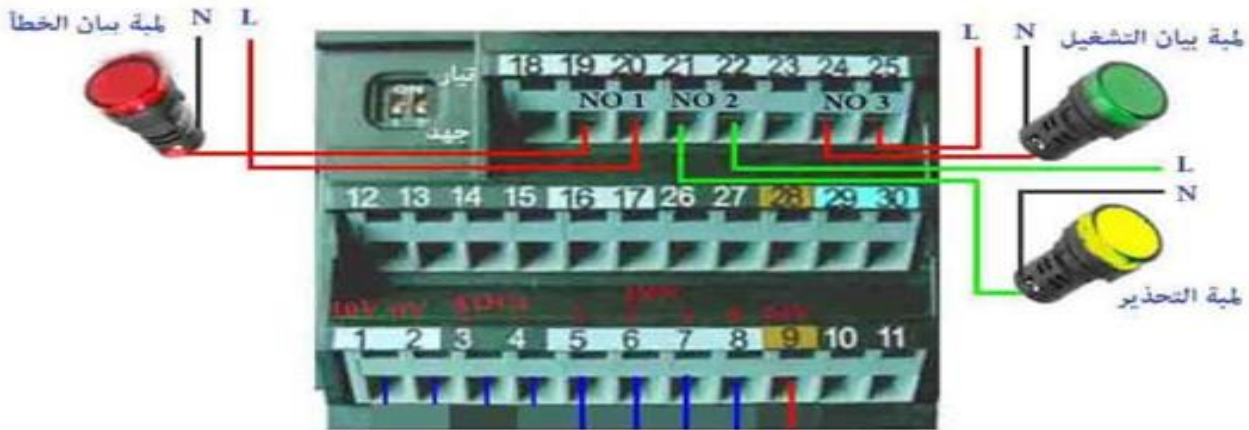 لمبة بيان الخطأ N L
L N لمبة بيان التشغيل
ON
تيار
جهد
18 19 20 21 22 23 24 25
NO 1 NO 2 NO 3
L
N
لمبة التحذير
12 13 14 15 16 17 26 27 28 29 30
10V 0V
1 2 3 4 5 6 7 8 9 10 11